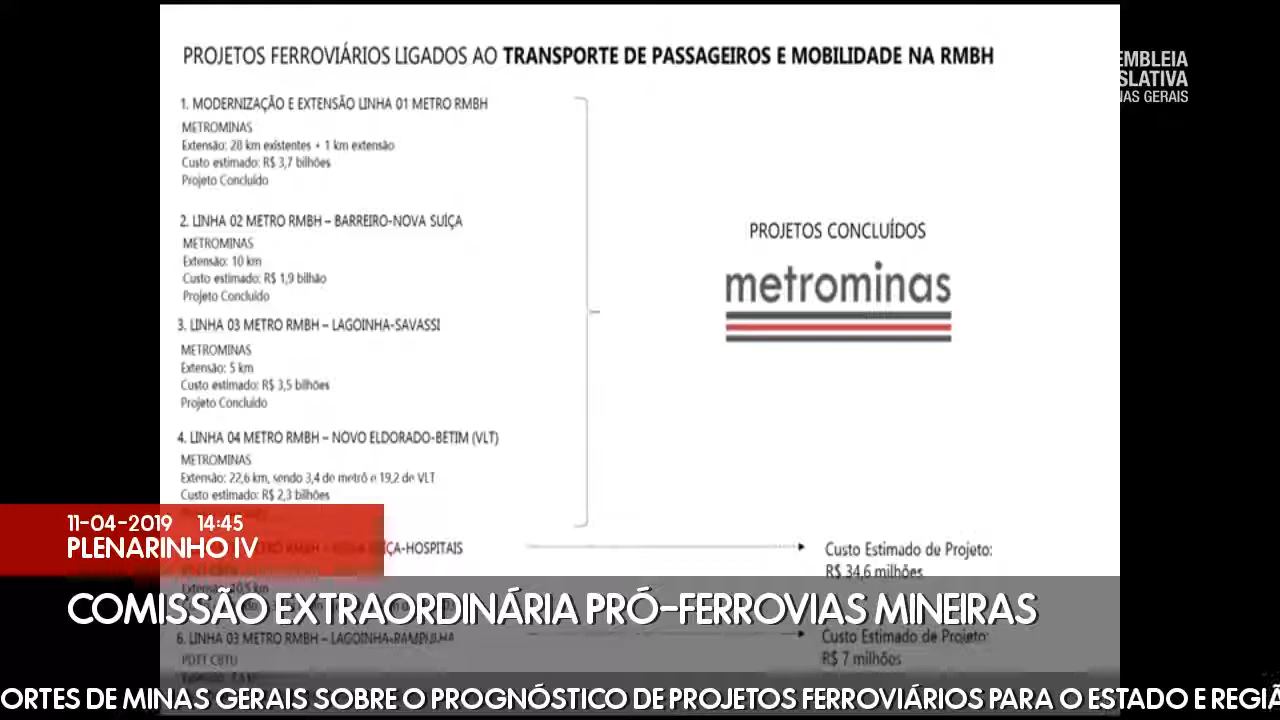 PROJETOS FERROVIÁRIOS LIGADOS AO TRANSPORTE DE PASSAGEIROS E MOBILIDADE NA RMBH
EMBLEIA
SLATIVA
NAS GERAIS
1. MODERNIZAÇÃO E EXTENSÃO LINHA 01 METRO RMBH
METROMINAS
Extensão: 28 km existentes + 1 km extensão
Custo estimado: R$ 3,7 bilhões
Projeto Concluído
2. LINHA 02 METRO RMBH – BARREIRO-NOVA SUÍÇA
METROMINAS
Extensão: 10 km
Custo estimado: R$ 1,9 bilhão
Projeto Concluído
3. LINHA 03 METRO RMBH – LAGOINHA-SAVASSI
METROMINAS
Extensão: 5 km
Custo estimado: R$ 3,5 bilhões
Projeto Concluído
4. LINHA 04 METRO RMBH – NOVO ELDORADO-BETIM (VLT)
METROMINAS
Extensão: 22,6 km, sendo 3,4 de metrô e 19,2 de VLT
Custo estimado: R$ 2,3 bilhões
PROJETOS CONCLUÍDOS
metrominas
-HOSPITAIS
Custo Estimado de Projeto:
R$ 34,6 milhões
6. LINHA 03 METRO RMBH – LAGOINHA-PAMPULHA
PDTT CBTU
Custo Estimado de Projeto:
R$ 7 milhões
11-04-2019 14:45
PLENARINHO IV
COMISSÃO EXTRAORDINÁRIA PRÓ-FERROVIAS MINEIRAS
ORTES DE MINAS GERAIS SOBRE O PROGNÓSTICO DE PROJETOS FERROVIÁRIOS PARA O ESTADO E REGIÃ